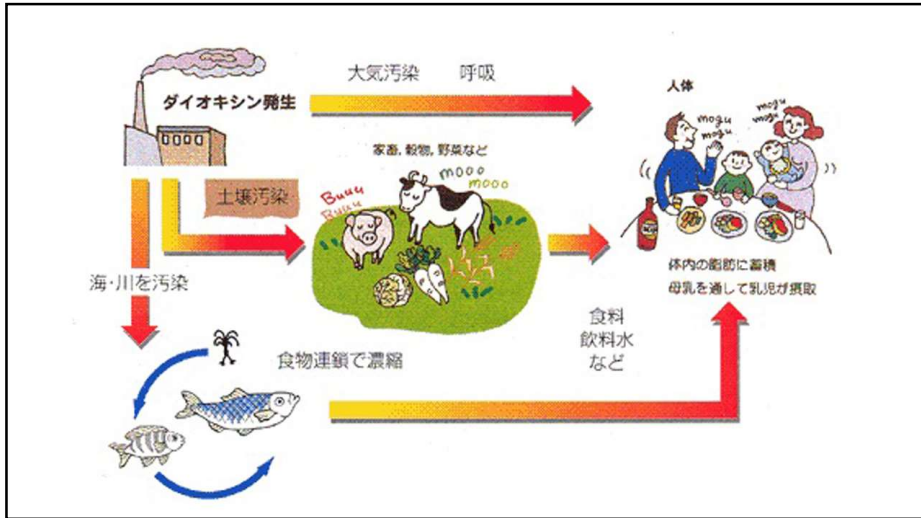 大気汚染 呼吸
ダイオキシン発生
人体
mogu
mogu
mogu
mogu
家畜,穀物,野菜など
mooo
mooo
土壌汚染
Buuu
Buuu
海・川を汚染
体内の脂肪に蓄積
母乳を通して乳児が摂取
食料
飲料水
など
食物連鎖で濃縮